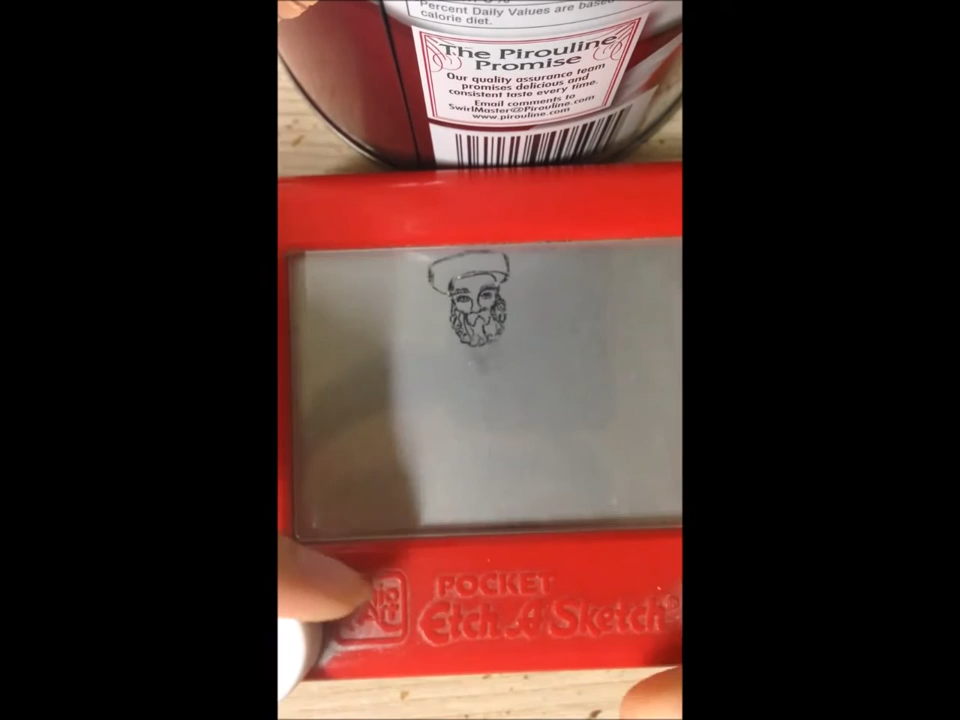 Percent Daily Values are based
calorie diet.
The Pirouline
Promise
Our quality assurance team
promises delicious and
consistent taste every time.
Email comments to
SwirlMaster@Pirouline.com
www.pirouline.com
POCKET
Etch A Sketch®